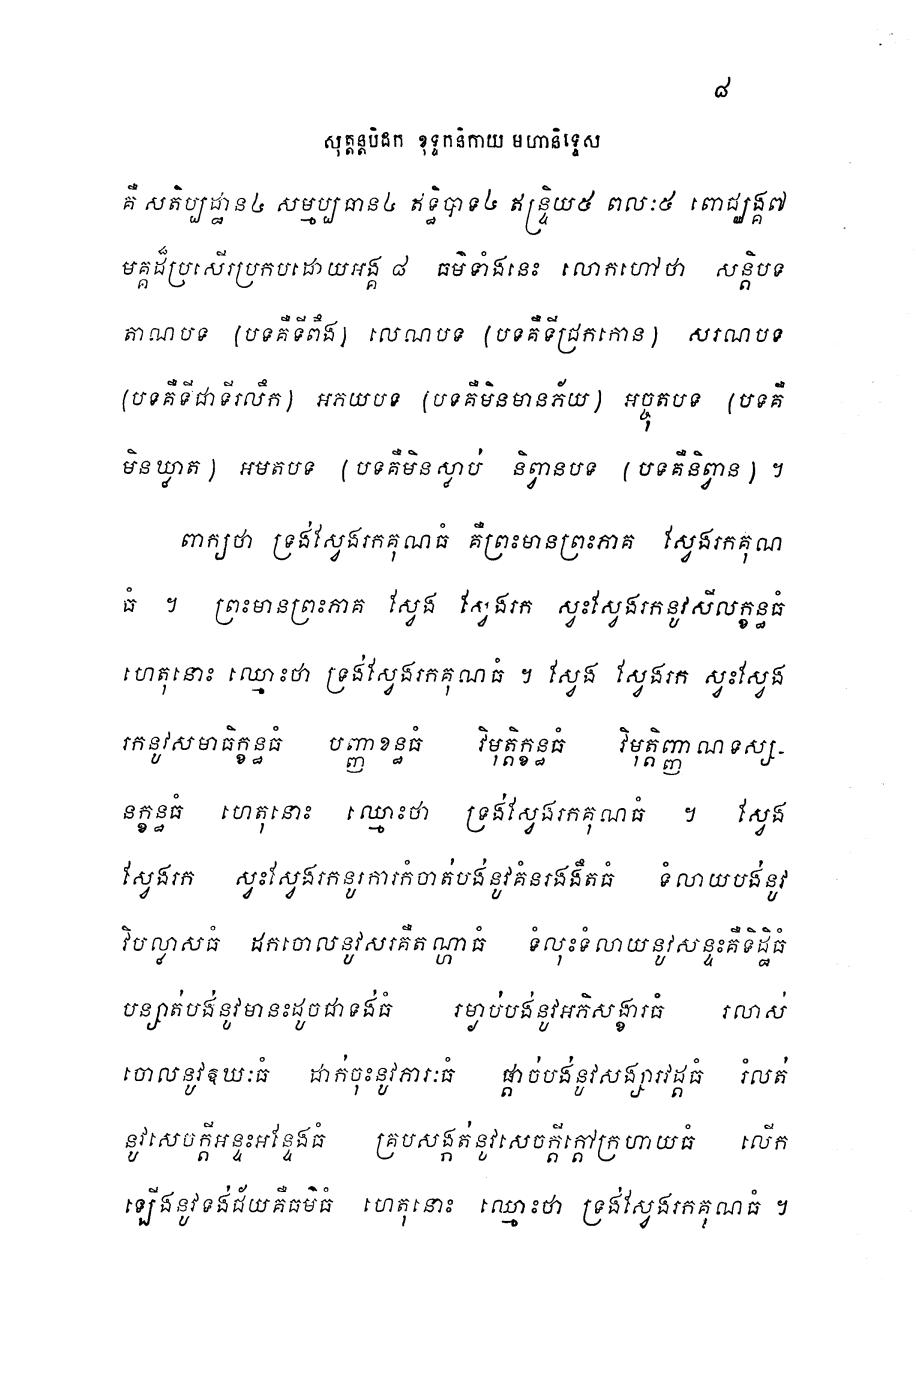 ៨
សុត្តន្តបិដក ខុទ្ទកនិកាយ មហានិទ្ទេស
គឺ សតិប្បដ្ឋាន៤ សម្មប្បធាន៤ ឥទ្ធិបាទ៤ ឥន្ទ្រិយ៥ ពលៈ៥ ពោជ្ឈង្គ៧
មគ្គដ៏ប្រសើរប្រកបដោយអង្គ ៨ ធម៌ទាំងនេះ លោកហៅថា សន្តិបទ
តាណបទ (បទគឺទីពឹង) លេណបទ (បទគឺទីជ្រកកោន) សរណបទ
(បទគឺទីជាទីរលឹក) អភយបទ (បទគឺមិនមានភ័យ) អច្ចុតបទ (បទគឺ
មិនឃ្លាត) អមតបទ (បទគឺមិនស្លាប់ និព្វានបទ (បទគឺនិព្វាន) ។
ពាក្យថា ទ្រង់ស្វែងរកគុណធំ គឺព្រះមានព្រះភាគ ស្វែងរកគុណ
ធំ ។ ព្រះមានព្រះភាគ ស្វែង ស្វែងរក ស្វះស្វែងរកនូវសីលក្ខន្ធធំ
ហេតុនោះ ឈ្មោះថា ទ្រង់ស្វែងរកគុណធំ ។ ស្វែង ស្វែងរក ស្វះស្វែង
រកនូវសមាធិក្ខន្ធធំ បញ្ញាខន្ធធំ វិមុត្តិក្ខន្ធធំ វិមុត្តិញ្ញាណទស្ស-
នក្ខន្ធធំ ហេតុនោះ ឈ្មោះថា ទ្រង់ស្វែងរកគុណធំ ។ ស្វែង
ស្វែងរក ស្វះស្វែងរកនូវការកំចាត់បង់នូវគំនរងងឹតធំ ទំលាយបង់នូវ
វិបល្លាសធំ ដកចោលនូវសរគឺតណ្ហាធំ ទំលុះទំលាយនូវសន្ទះគឺទិដ្ឋិធំ
បន្សាត់បង់នូវមានះដូចជាទង់ធំ រម្ងាប់បង់នូវអភិសង្ខារធំ រលាស់
ចោលនូវឱឃៈធំ ដាក់ចុះនូវភារៈធំ ផ្តាច់បង់នូវសង្សារវដ្តធំ រំលត់
នូវសេចក្តីអន្ទះអន្ទែងធំ គ្របសង្កត់នូវសេចក្តីក្តៅក្រហាយធំ លើក
ឡើងនូវទង់ជ័យគឺធម៌ធំ ហេតុនោះ ឈ្មោះថា ទ្រង់ស្វែងរកគុណធំ ។